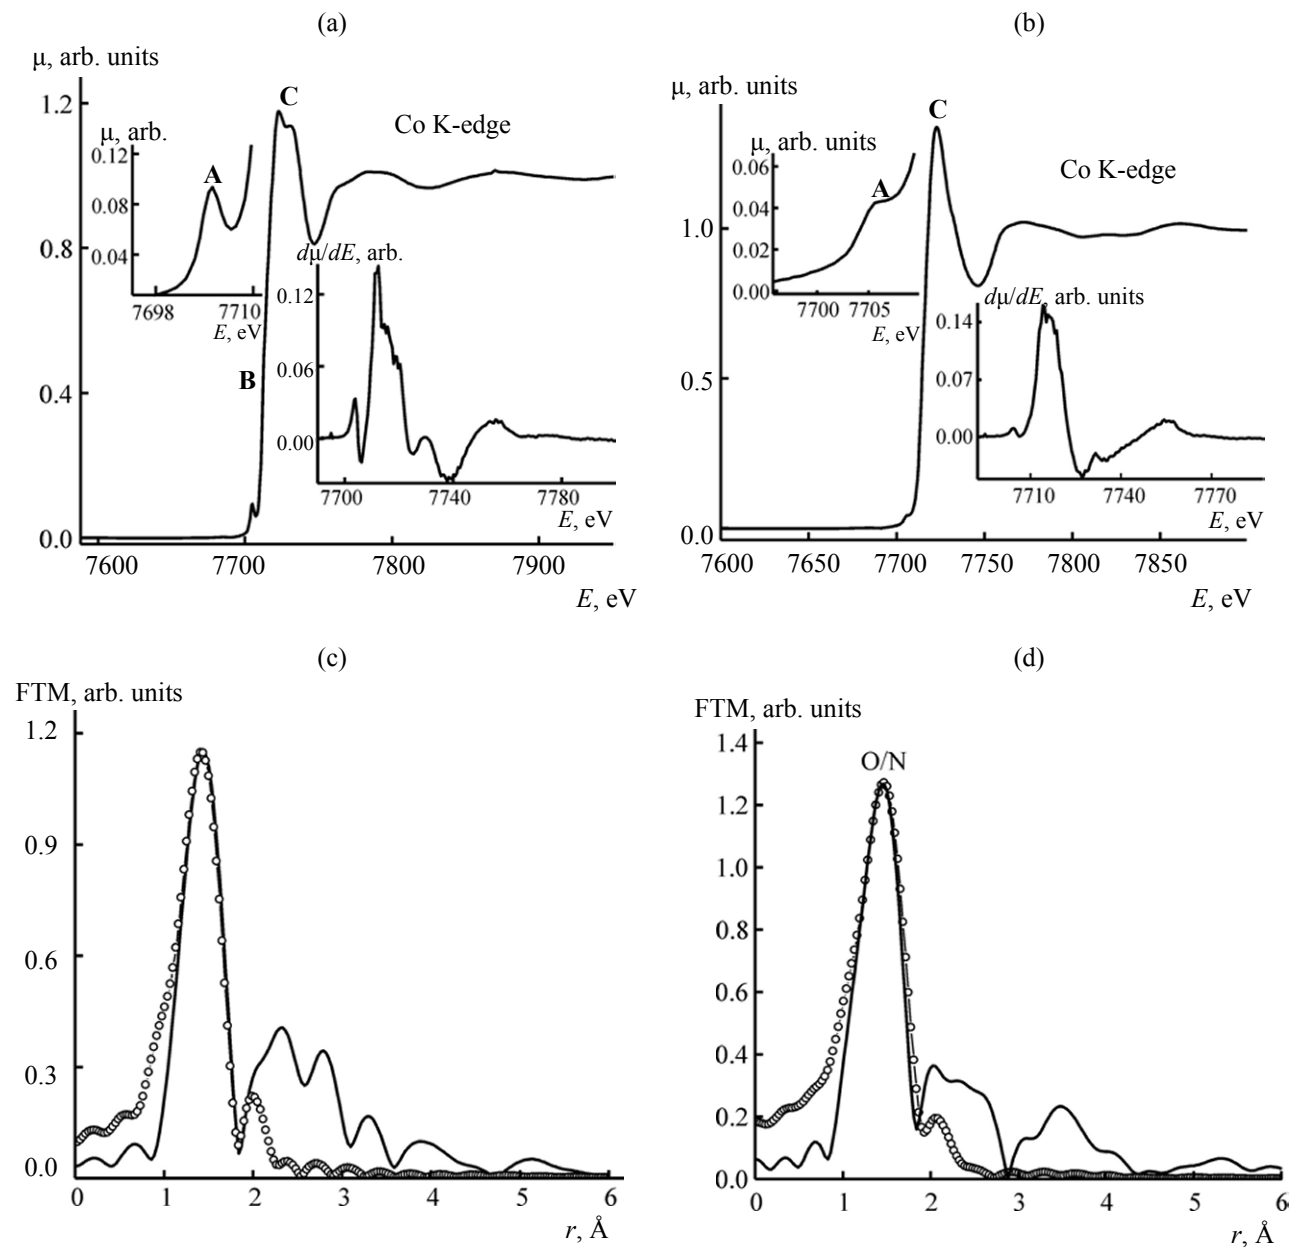 (a)
μ, arb. units
1.2
C
Co K-edge
μ, arb.
0.12
A
0.08
0.04
7698 7710
E, eV
0.8
dμ/dE, arb.
0.12
0.06
0.00
7700 7740 7780
E, eV
B
0.4
0.0
7600 7700 7800 7900
E, eV
(b)
μ, arb. units
C
Co K-edge
μ, arb. units
0.06
A
0.04
0.02
0.00
7700 7705
E, eV
1.0
dμ/dE, arb. units
0.14
0.07
0.00
7710 7740 7770
E, eV
0.5
0.0
7600 7650 7700 7750 7800 7850
E, eV
(c)
FTM, arb. units
1.2
0.9
0.6
0.3
0.0
0 1 2 3 4 5 6
r, Å
(d)
FTM, arb. units
1.4
O/N
1.2
1.0
0.8
0.6
0.4
0.2
0.0
0 1 2 3 4 5 6
r, Å